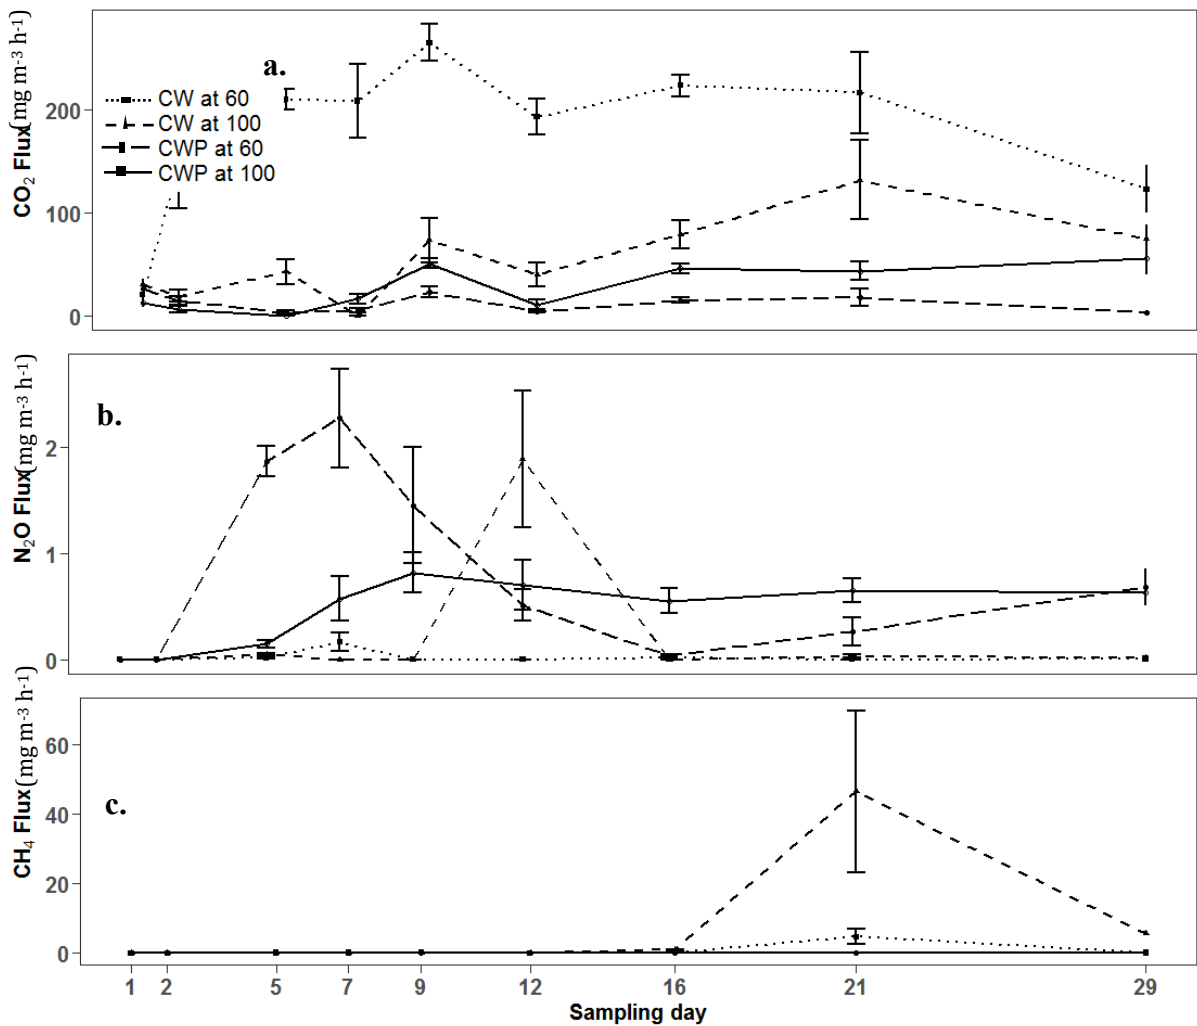 a.
CW at 60
CW at 100
CWP at 60
CWP at 100
CO2 Flux(mg m-3 h-1)
200
100
0
b.
N2O Flux(mg m-3 h-1)
2
1
0
c.
CH4 Flux(mg m-3 h-1)
60
40
20
0
1 2 5 7 9 12 16 21 29
Sampling day